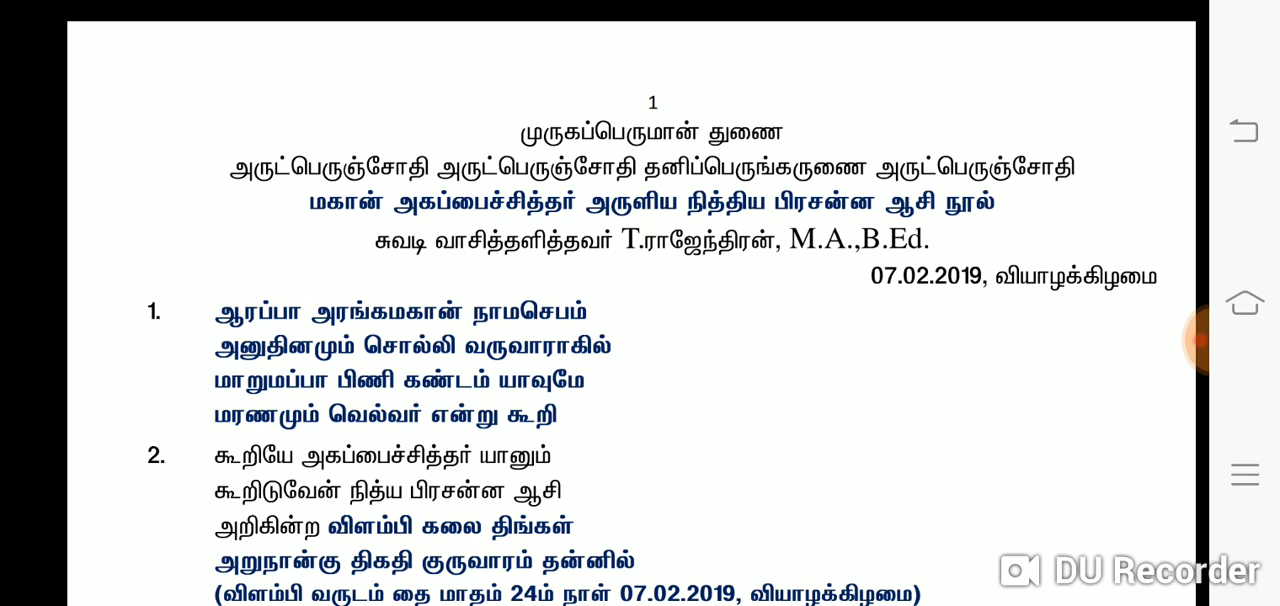 1
முருகப்பெருமான் துணை
அருட்பெருஞ்சோதி அருட்பெருஞ்சோதி தனிப்பெருங்கருணை அருட்பெருஞ்சோதி
மகான் அகப்பைச்சித்தர் அருளிய நித்திய பிரசன்ன ஆசி நூல்
சுவடி வாசித்தளித்தவர் T.ராஜேந்திரன், M.A.,B.Ed.
07.02.2019, வியாழக்கிழமை
1. ஆரப்பா அரங்கமகான் நாமசெபம்
அனுதினமும் சொல்லி வருவாராகில்
மாறுமப்பா பிணி கண்டம் யாவுமே
மரணமும் வெல்வர் என்று கூறி
2. கூறியே அகப்பைச்சித்தர் யானும்
கூறிடுவேன் நித்ய பிரசன்ன ஆசி
அறிகின்ற விளம்பி கலை திங்கள்
அறுநான்கு திகதி குருவாரம் தன்னில்
(விளம்பி வருடம் தை மாதம் 24ம் நாள் 07.02.2019, வியாழக்கிழமை)
DU Recorder